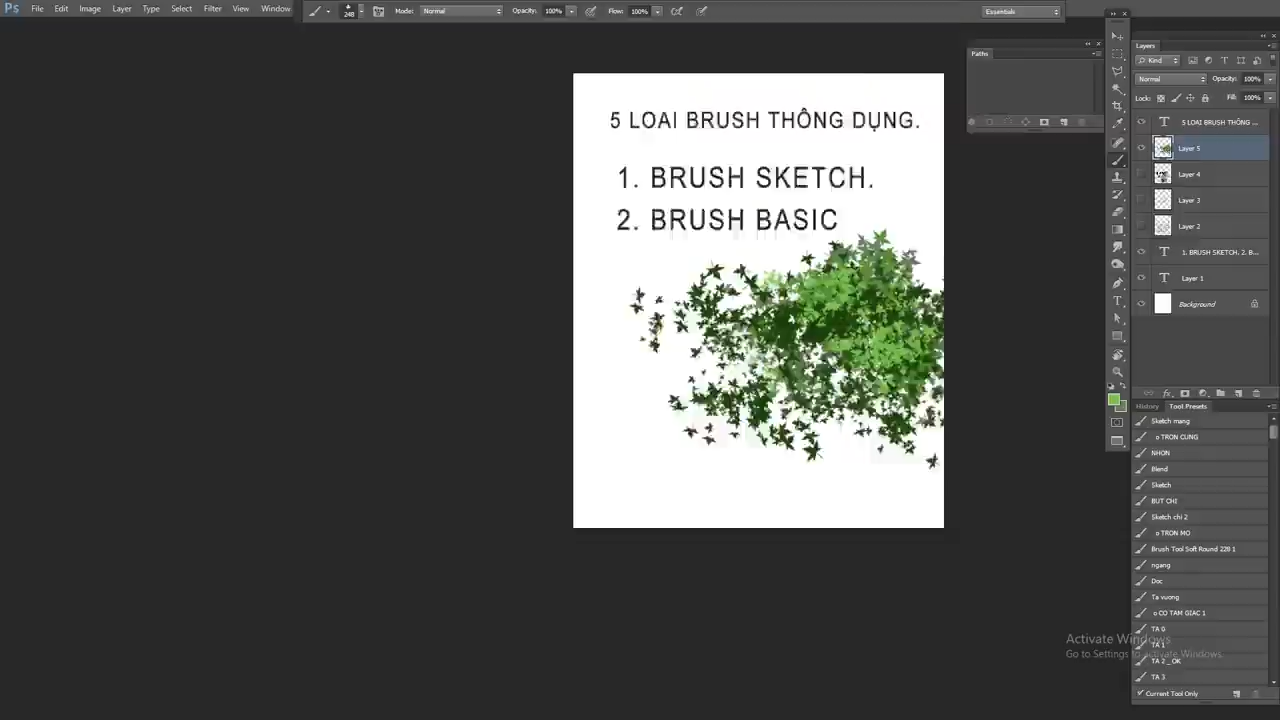 Ps File Edit Image Layer Type Select Filter View Window
248 Mode: Normal Opacity: 100% Flow: 100% Essentials
5 LOAI BRUSH THÔNG DỤNG.
1. BRUSH SKETCH.
2. BRUSH BASIC
Paths
Layers
Kind
Normal Opacity: 100%
Lock: Fill: 100%
5 LOAI BRUSH THÔNG ...
Layer 5
Layer 4
Layer 3
Layer 2
1. BRUSH SKETCH, 2. B...
Layer 1
Background
History Tool Presets
Sketch mang
o TRON CUNG
NHON
Blend
Sketch
BUT CHI
Sketch chi 2
o TRON MO
Brush Tool Soft Round 228 1
ngang
Doc
Ta vuong
o CO TAM GIAC 1
TA 0
TA 1
TA 2 _OK
TA 3
Current Tool Only
Activate Windows
Go to Settings to activate Windows.